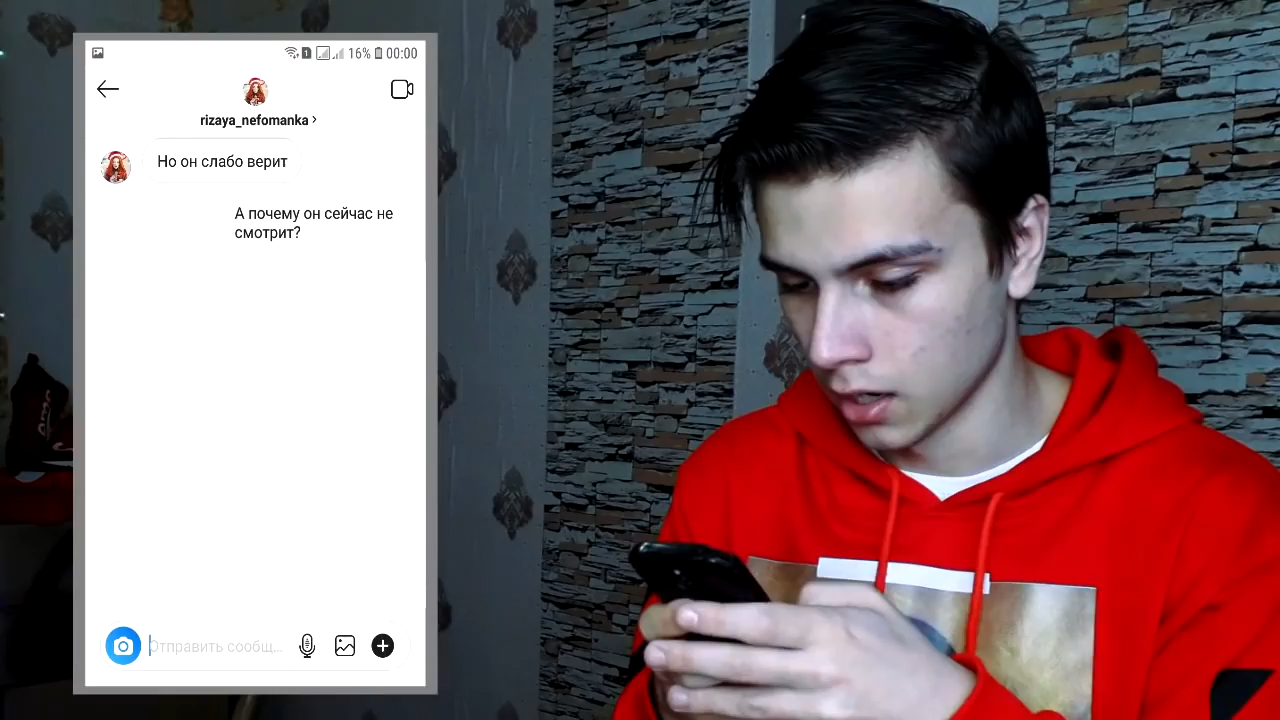 16% 00:00
rizaya_nefomanka
Но он слабо верит
А почему он сейчас не
смотрит?
Отправить сообщ...